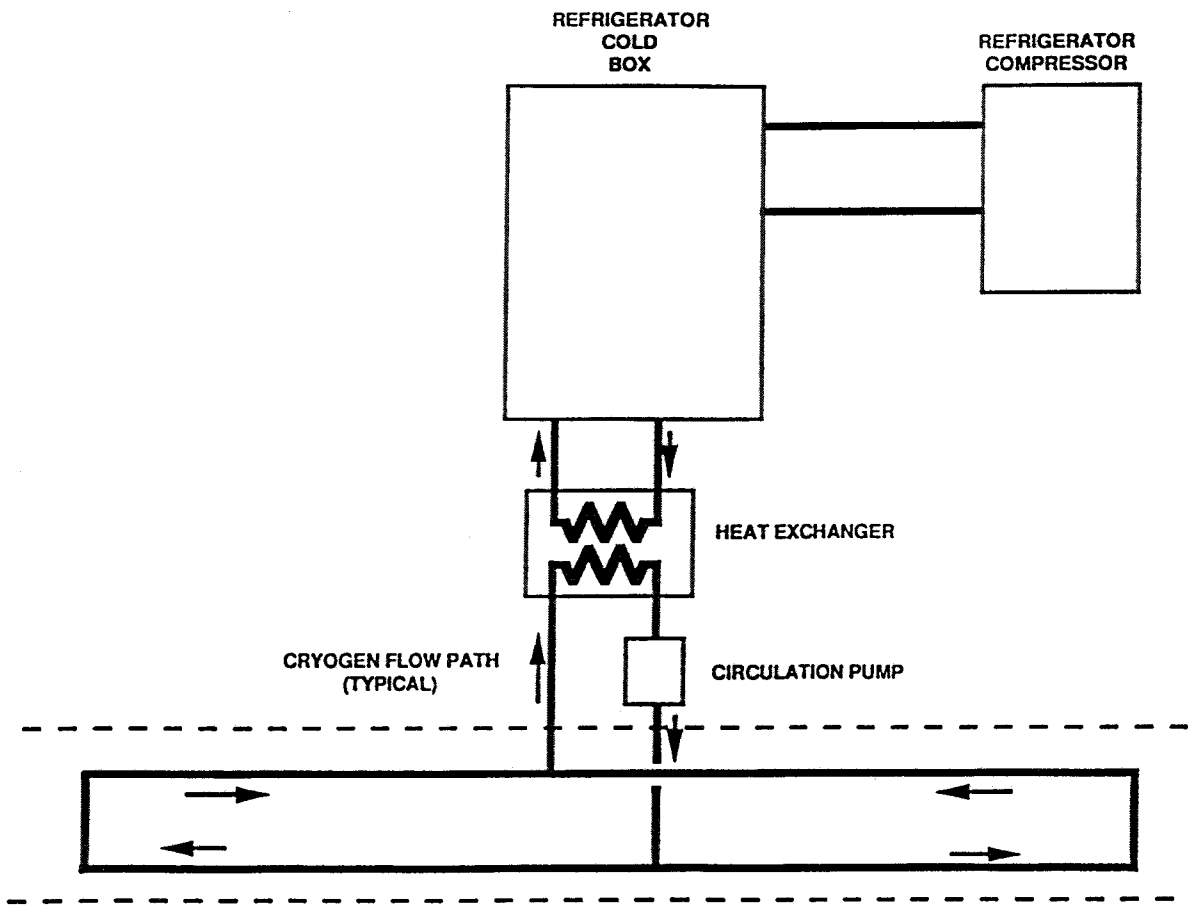 REFRIGERATOR
COLD
BOX
REFRIGERATOR
COMPRESSOR
HEAT EXCHANGER
CRYOGEN FLOW PATH
(TYPICAL)
CIRCULATION PUMP